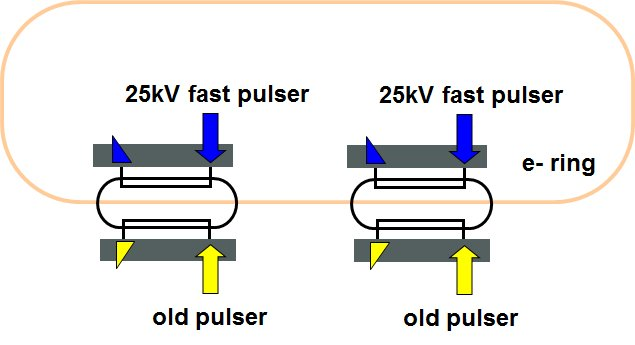 25kV fast pulser
25kV fast pulser
e- ring
old pulser
old pulser